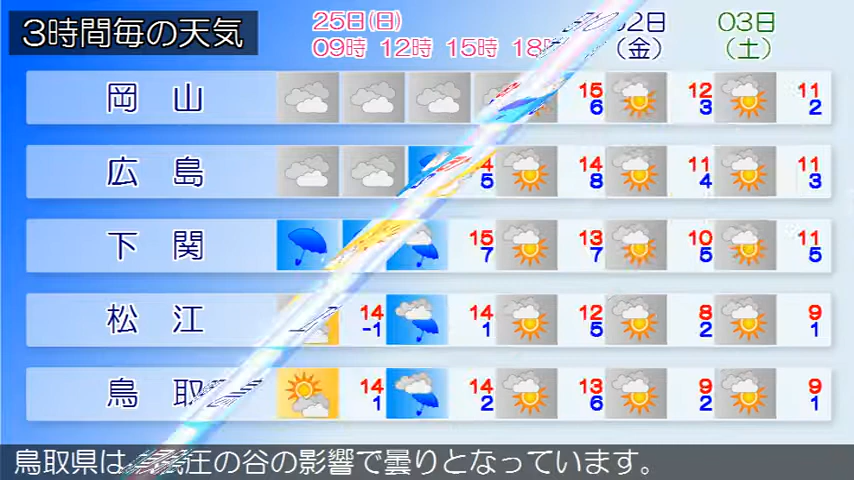 3時間毎の天気
25日(日) 02日 03日
09時 12時 15時 18時 (金) (土)
岡山 15 6 12 3 11 2
広島 5 14 8 11 4 11 3
下関 15 7 13 7 10 5 11 5
松江 14 -1 14 1 12 5 8 2 9 1
鳥取 14 1 14 2 13 6 9 2 9 1
鳥取県は 圧の谷の影響で曇りとなっています。